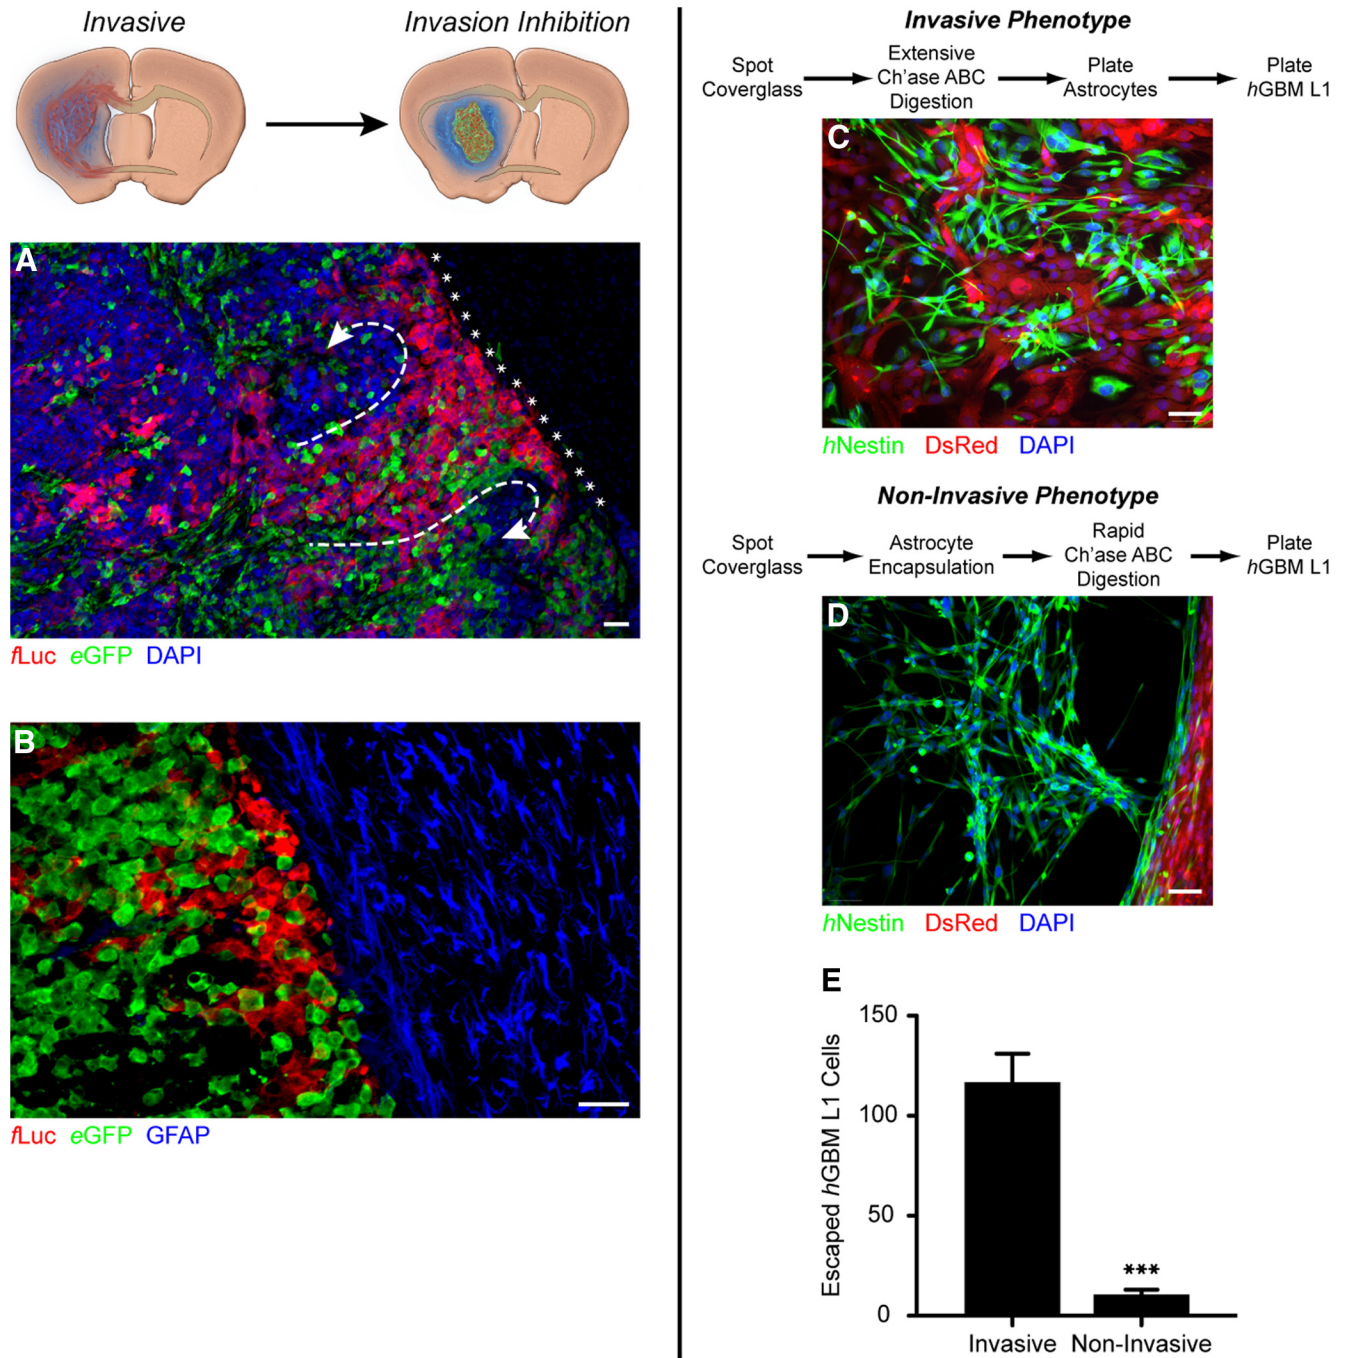 Invasive
Invasion Inhibition
A
* * * * * * * * * * * * * * * * * *
fLuc eGFP DAPI
B
fLuc eGFP GFAP
Invasive Phenotype
Spot
Coverglass
Extensive
Ch'ase ABC
Digestion
Plate
Astrocytes
Plate
hGBM L1
C
hNestin DsRed DAPI
Non-Invasive Phenotype
Spot
Coverglass
Astrocyte
Encapsulation
Rapid
Ch'ase ABC
Digestion
Plate
hGBM L1
D
hNestin DsRed DAPI
E
Escaped hGBM L1 Cells
150
100
50
0
***
Invasive
Non-Invasive